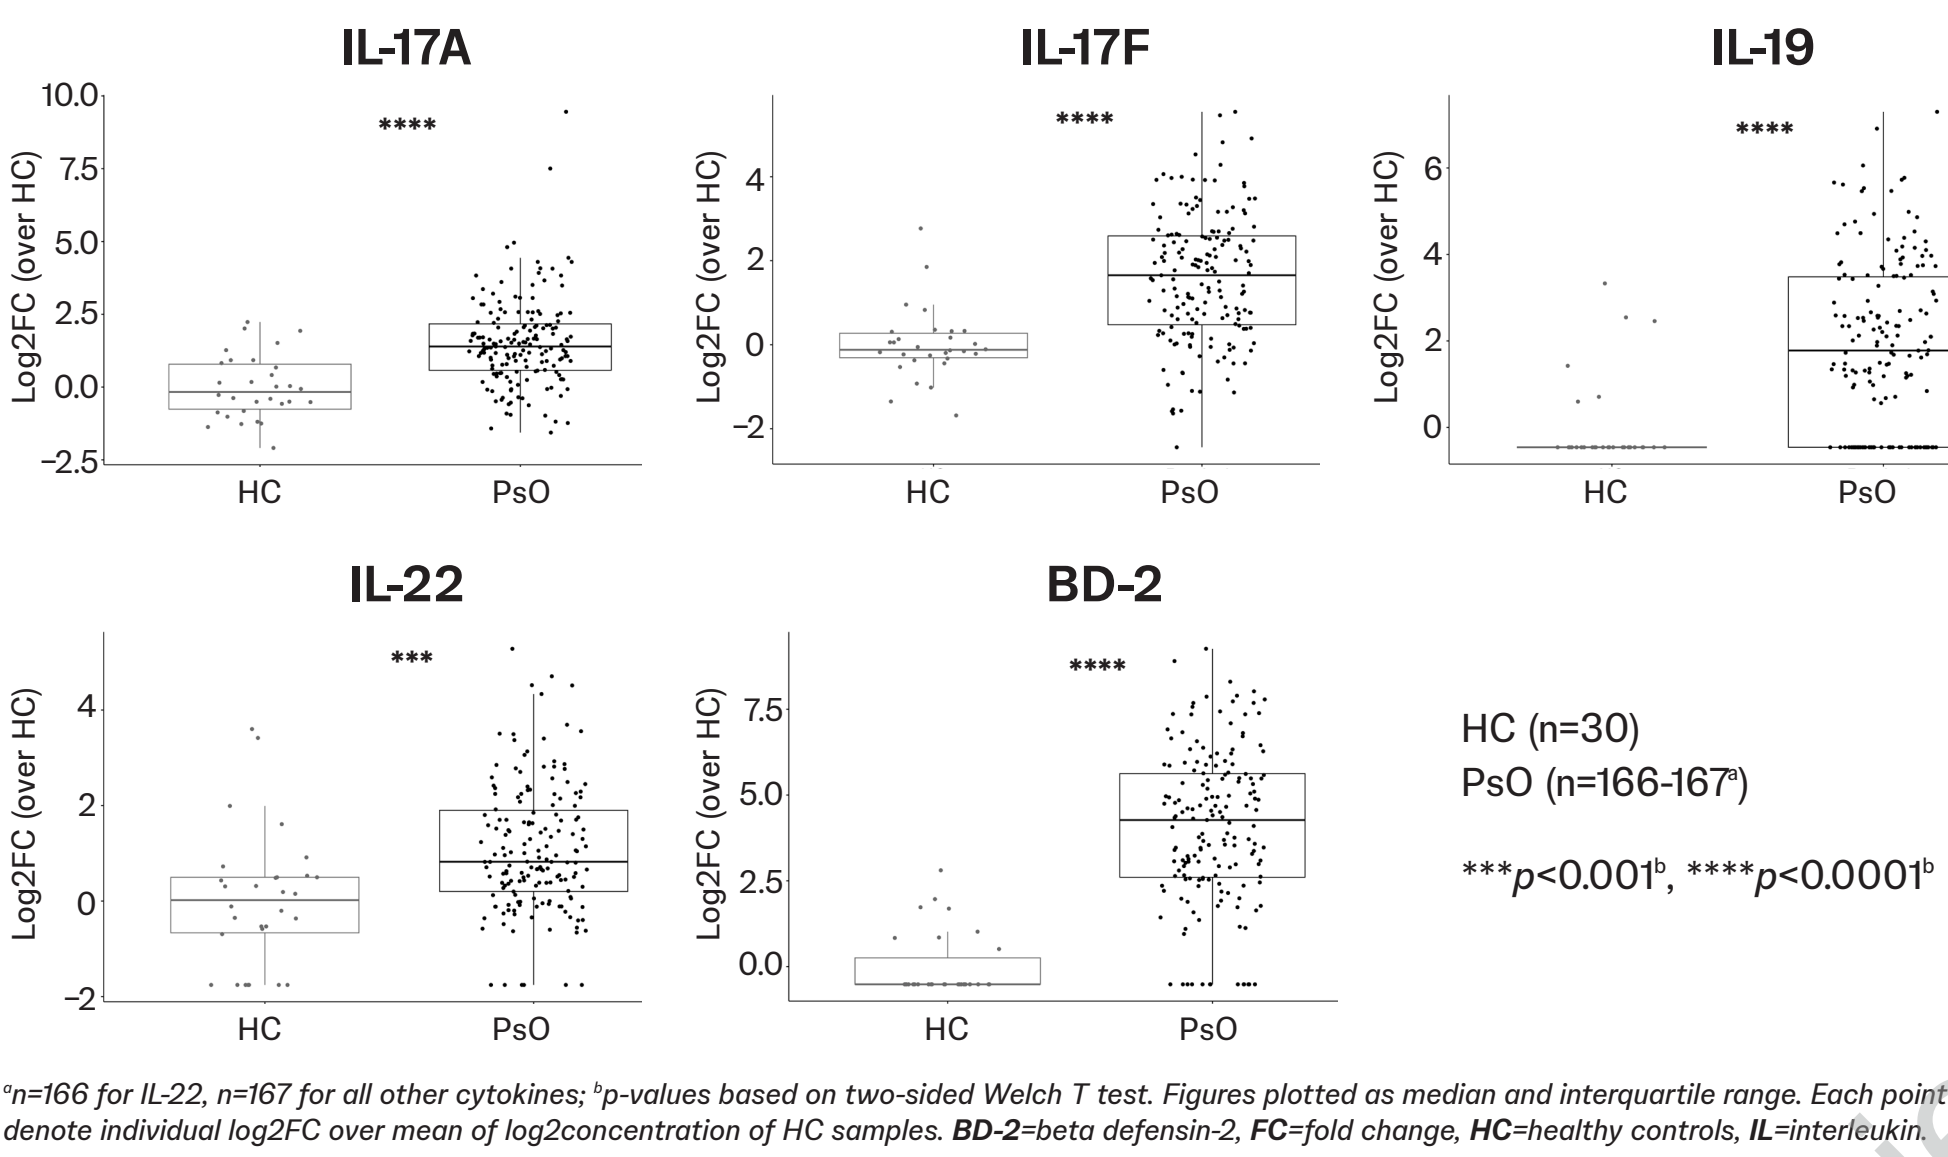 IL-17A
IL-17F
IL-19
Log2FC (over HC)
10.0
7.5
5.0
2.5
0.0
−2.5
****
HC
PsO
Log2FC (over HC)
4
2
0
−2
****
HC
PsO
Log2FC (over HC)
6
4
2
0
****
HC
PsO
IL-22
BD-2
Log2FC (over HC)
4
2
0
−2
***
HC
PsO
Log2FC (over HC)
7.5
5.0
2.5
0.0
****
HC
PsO
HC (n=30)
PsO (n=166-167ᵃ)
***p<0.001ᵇ, ****p<0.0001ᵇ
ᵃn=166 for IL-22, n=167 for all other cytokines; ᵇp-values based on two-sided Welch T test. Figures plotted as median and interquartile range. Each point
denote individual log2FC over mean of log2concentration of HC samples. BD-2=beta defensin-2, FC=fold change, HC=healthy controls, IL=interleukin.